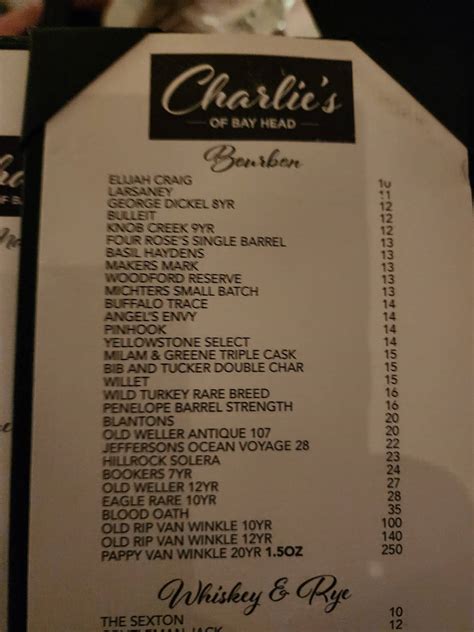 Charlie's
OF BAY HEAD
Bourbon
ELIJAH CRAIG 10
LARSANEY 11
GEORGE DICKEL 8YR 12
BULLEIT 12
KNOB CREEK 9YR 12
FOUR ROSE'S SINGLE BARREL 13
BASIL HAYDENS 13
MAKERS MARK 13
WOODFORD RESERVE 13
MICHTERS SMALL BATCH 13
BUFFALO TRACE 14
ANGEL'S ENVY 14
PINHOOK 14
YELLOWSTONE SELECT 14
MILAM & GREENE TRIPLE CASK 15
BIB AND TUCKER DOUBLE CHAR 15
WILLET 15
WILD TURKEY RARE BREED 16
PENELOPE BARREL STRENGTH 16
BLANTONS 20
OLD WELLER ANTIQUE 107 20
JEFFERSONS OCEAN VOYAGE 28 22
HILLROCK SOLERA 23
BOOKERS 7YR 24
OLD WELLER 12YR 27
EAGLE RARE 10YR 28
BLOOD OATH 35
OLD RIP VAN WINKLE 10YR 100
OLD RIP VAN WINKLE 12YR 140
PAPPY VAN WINKLE 20YR 1.5OZ 250
Whiskey & Rye
THE SEXTON 10
GENTLEMAN JACK 12